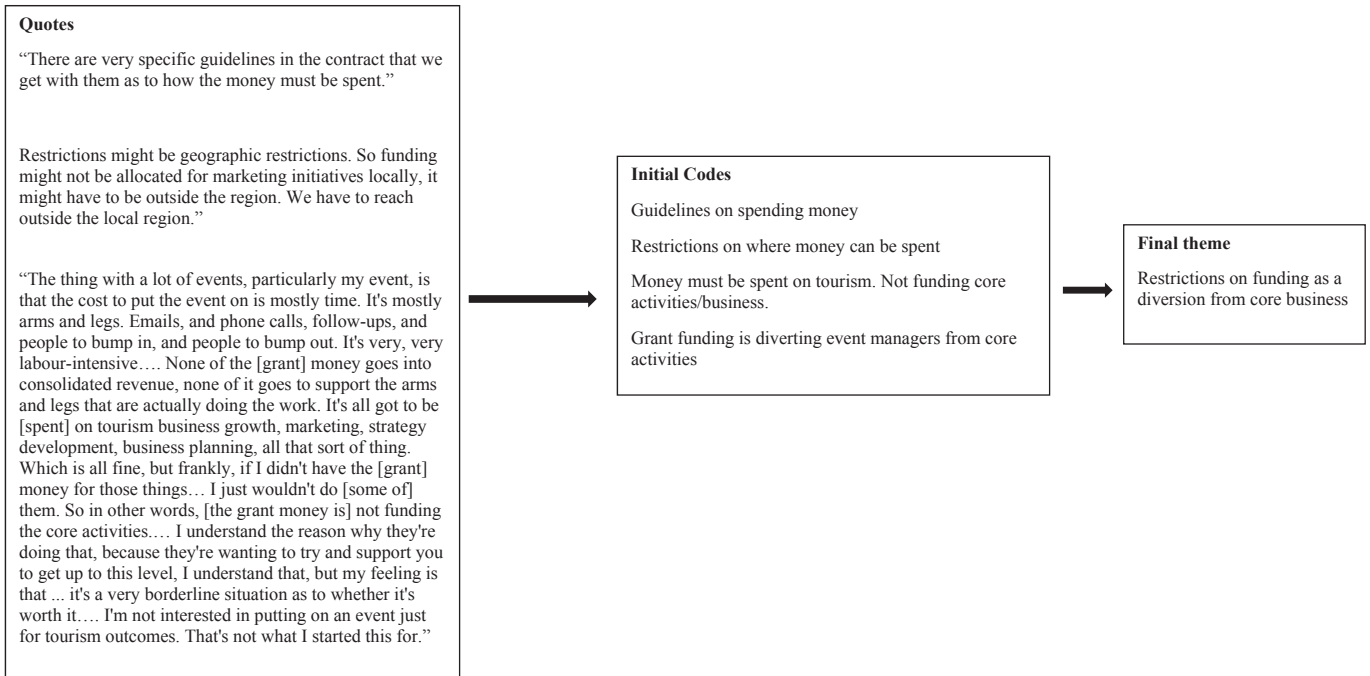 Quotes
“There are very specific guidelines in the contract that we
get with them as to how the money must be spent.”
Restrictions might be geographic restrictions. So funding
might not be allocated for marketing initiatives locally, it
might have to be outside the region. We have to reach
outside the local region.”
“The thing with a lot of events, particularly my event, is
that the cost to put the event on is mostly time. It's mostly
arms and legs. Emails, and phone calls, follow-ups, and
people to bump in, and people to bump out. It's very, very
labour-intensive…. None of the [grant] money goes into
consolidated revenue, none of it goes to support the arms
and legs that are actually doing the work. It's all got to be
[spent] on tourism business growth, marketing, strategy
development, business planning, all that sort of thing.
Which is all fine, but frankly, if I didn't have the [grant]
money for those things… I just wouldn't do [some of]
them. So in other words, [the grant money is] not funding
the core activities.… I understand the reason why they're
doing that, because they're wanting to try and support you
to get up to this level, I understand that, but my feeling is
that ... it's a very borderline situation as to whether it's
worth it…. I'm not interested in putting on an event just
for tourism outcomes. That's not what I started this for.”
Initial Codes
Guidelines on spending money
Restrictions on where money can be spent
Money must be spent on tourism. Not funding core
activities/business.
Grant funding is diverting event managers from core
activities
Final theme
Restrictions on funding as a
diversion from core business